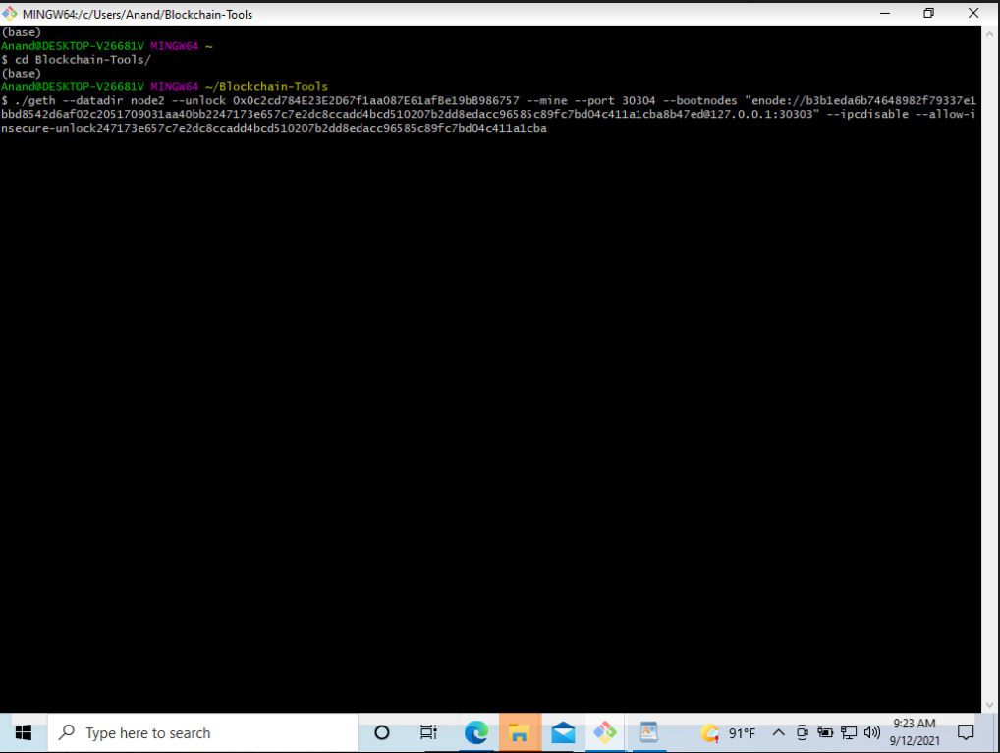 MINGW64:/c/Users/Anand/Blockchain-Tools
(base)
Anand@DESKTOP-V26681V MINGW64 ~
$ cd Blockchain-Tools/
(base)
Anand@DESKTOP-V26681V MINGW64 ~/Blockchain-Tools
$ ./geth --datadir node2 --unlock 0x0c2cd784E23E2D67f1aa087E61afBe19bB986757 --mine --port 30304 --bootnodes "enode://b3b1eda6b74648982f79337e1
bbd8542d6af02c2051709031aa40bb2247173e657c7e2dc8ccadd4bcd510207b2dd8edacc96585c89fc7bd04c411a1cba8b47ed@127.0.0.1:30303" --ipcdisable --allow-i
nsecure-unlock247173e657c7e2dc8ccadd4bcd510207b2dd8edacc96585c89fc7bd04c411a1cba
Type here to search
91°F
9:23 AM
9/12/2021